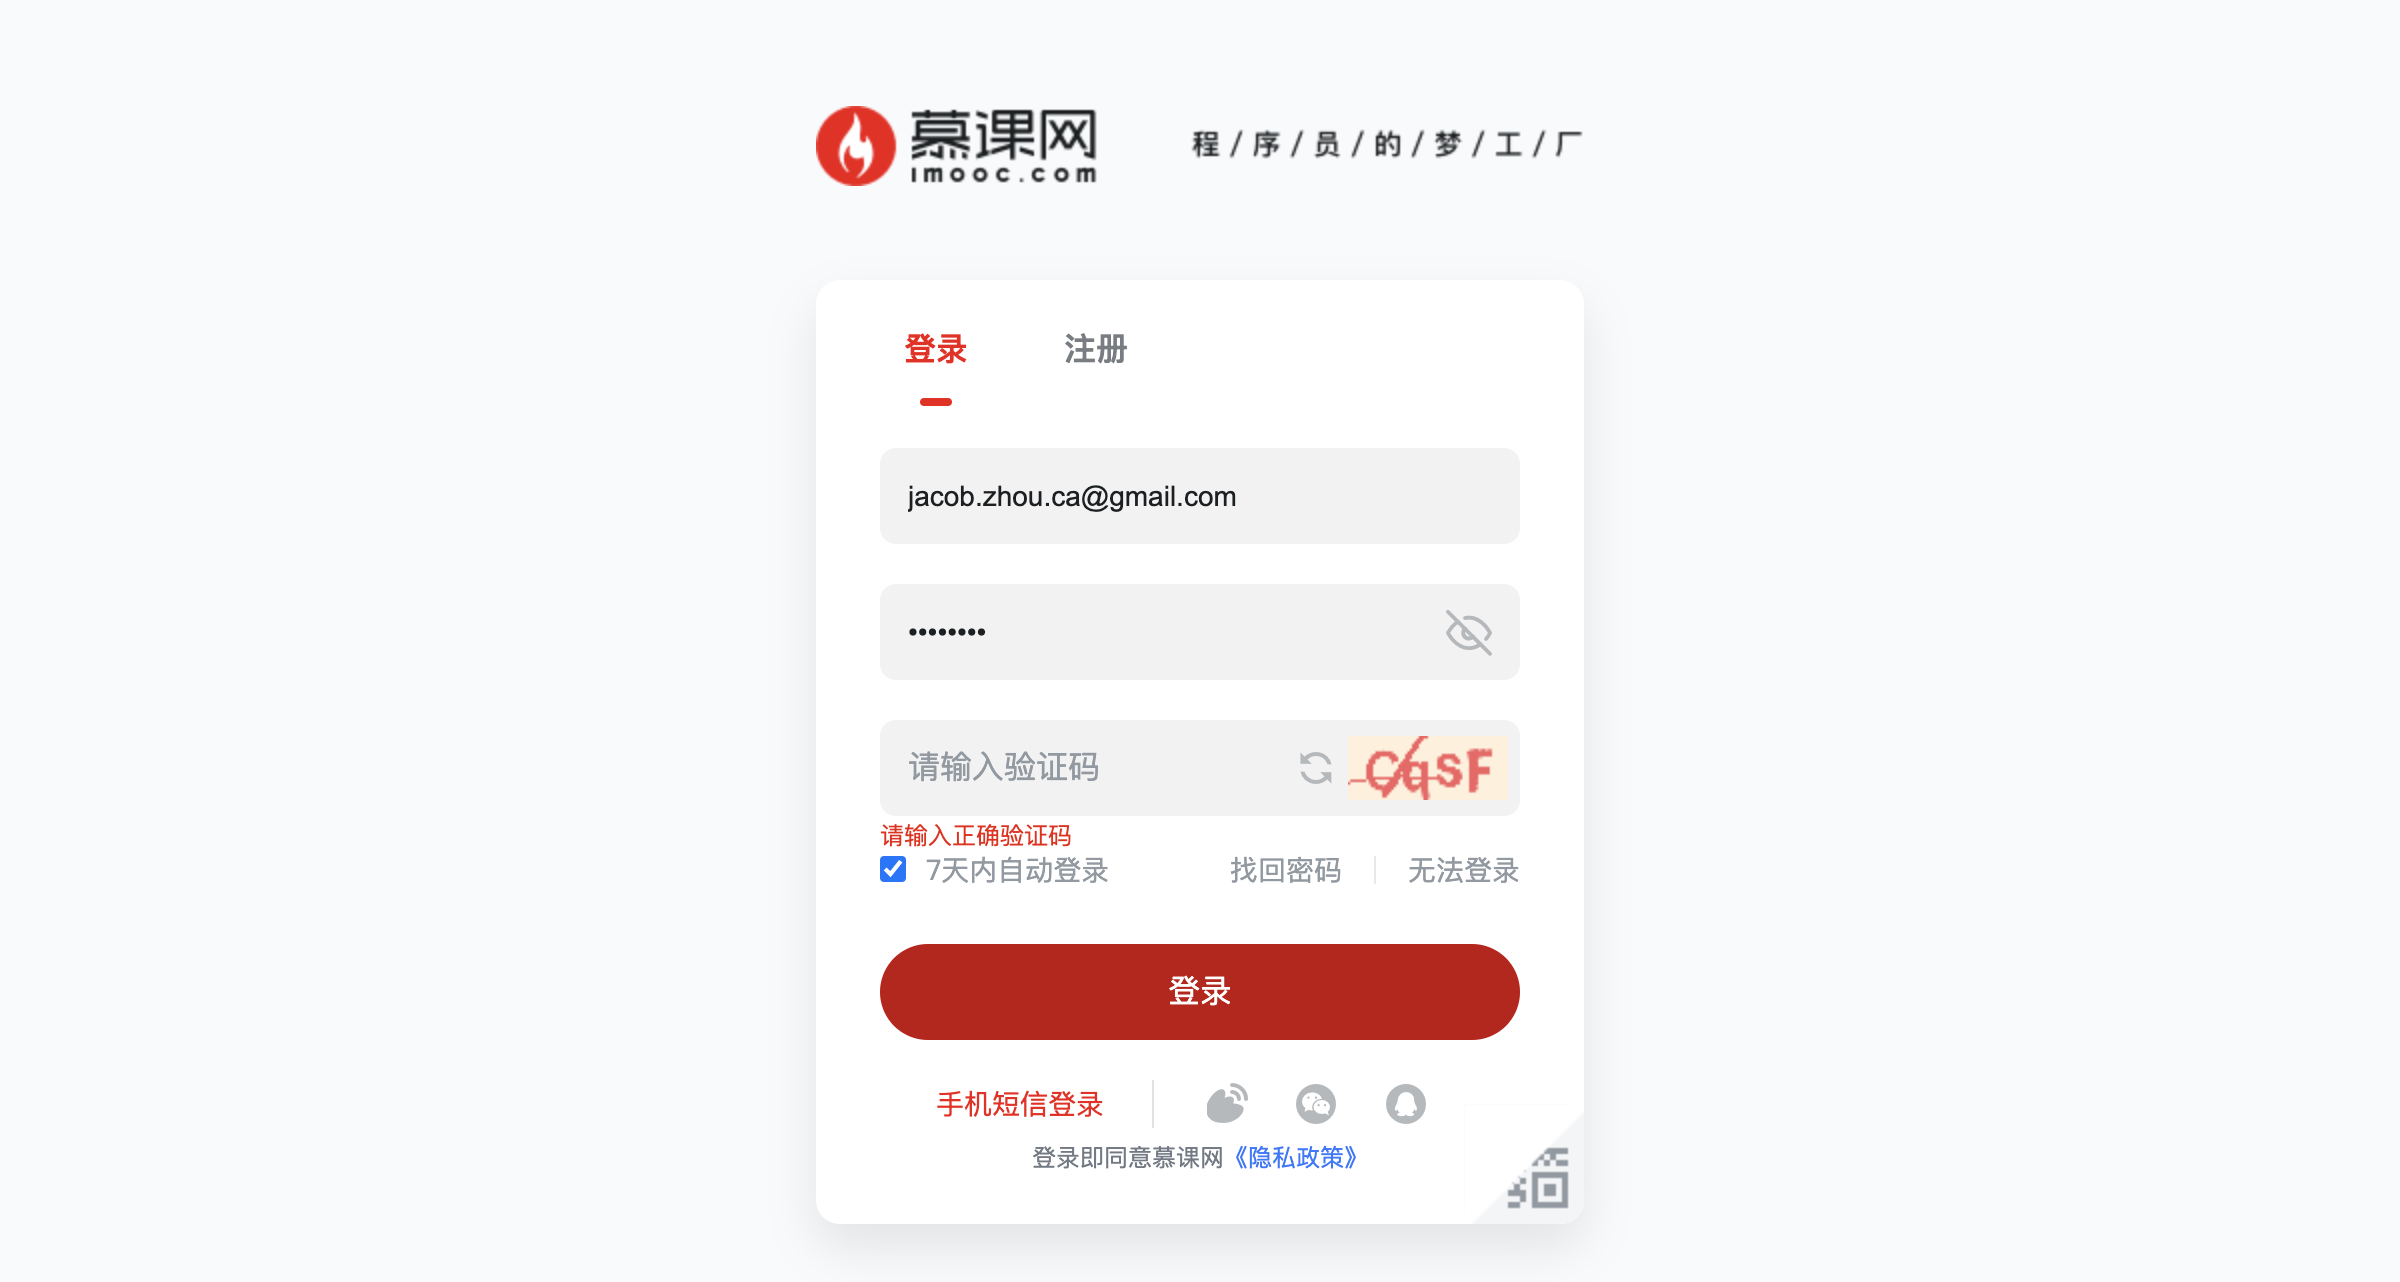 慕课网
imooc.com
程/序/员/的/梦/工/厂
登录 注册
jacob.zhou.ca@gmail.com
••••••••
请输入验证码 CqSF
请输入正确验证码
7天内自动登录 找回密码 无法登录
登录
手机短信登录
登录即同意慕课网《隐私政策》